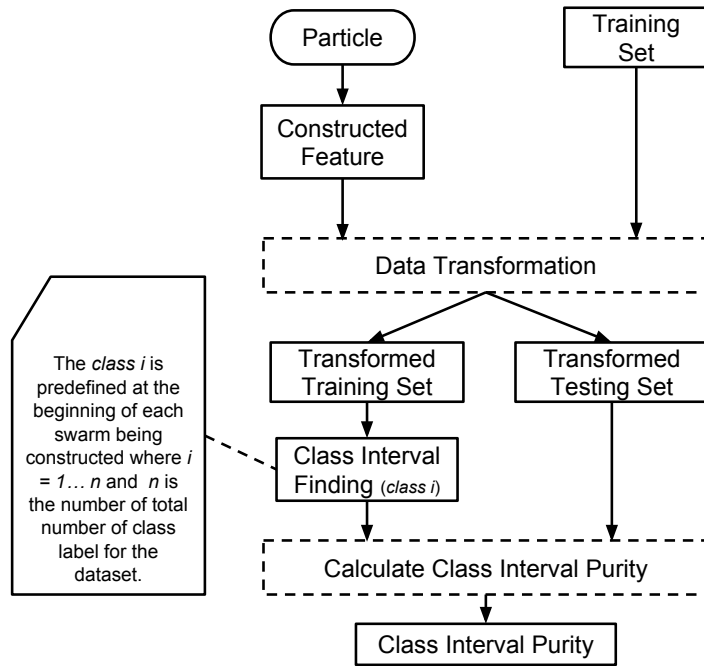 Particle
Training
Set
Constructed
Feature
Data Transformation
Transformed
Training Set
Transformed
Testing Set
The class i is
predefined at the
beginning of each
swarm being
constructed where i
= 1... n and n is
the number of total
number of class
label for the
dataset.
Class Interval
Finding (class i)
Calculate Class Interval Purity
Class Interval Purity